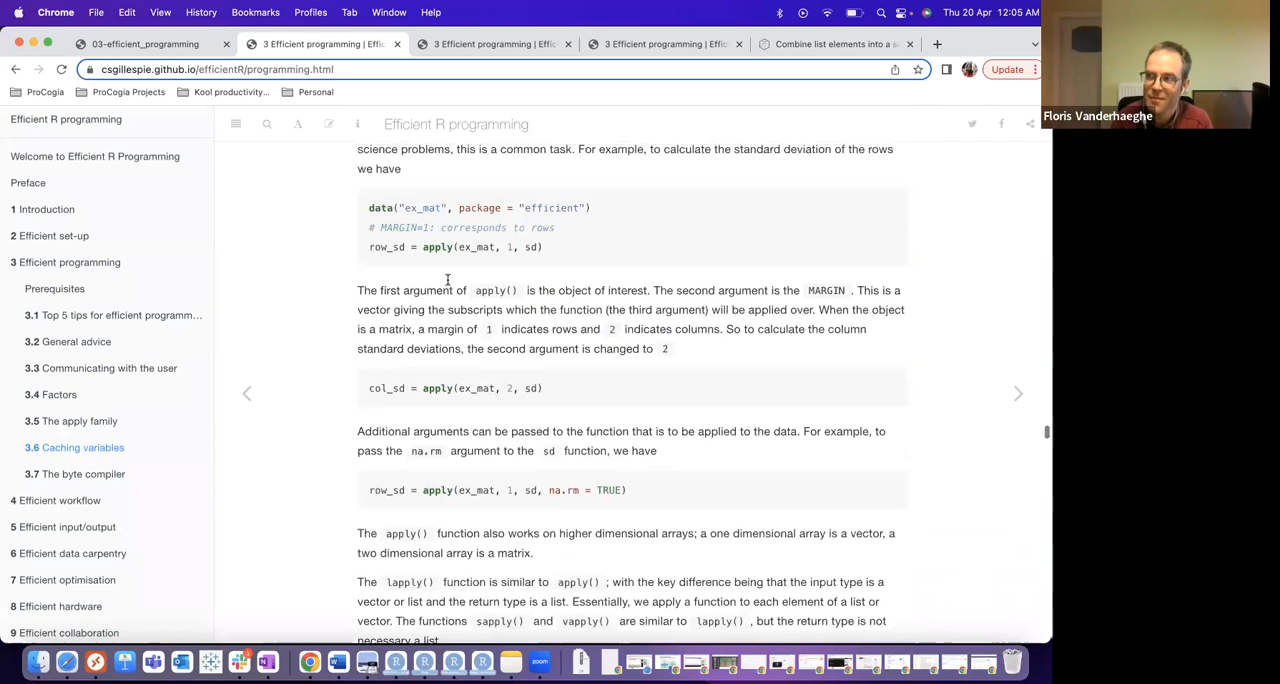 Chrome File Edit View History Bookmarks Profiles Tab Window Help Thu 20 Apr 12:05 AM
03-efficient_programming 3 Efficient programming | Effic 3 Efficient programming | Effic 3 Efficient programming | Effic Combine list elements into a s
csgillespie.github.io/efficientR/programming.html Update
ProCogia ProCogia Projects Kool productivity... Personal
Floris Vanderhaeghe
Efficient R programming
Welcome to Efficient R Programming
Preface
1 Introduction
2 Efficient set-up
3 Efficient programming
Prerequisites
3.1 Top 5 tips for efficient programm...
3.2 General advice
3.3 Communicating with the user
3.4 Factors
3.5 The apply family
3.6 Caching variables
3.7 The byte compiler
4 Efficient workflow
5 Efficient input/output
6 Efficient data carpentry
7 Efficient optimisation
8 Efficient hardware
9 Efficient collaboration
A i Efficient R programming
science problems, this is a common task. For example, to calculate the standard deviation of the rows
we have
data("ex_mat", package = "efficient")
# MARGIN=1: corresponds to rows
row_sd = apply(ex_mat, 1, sd)
The first argument of apply() is the object of interest. The second argument is the MARGIN . This is a
vector giving the subscripts which the function (the third argument) will be applied over. When the object
is a matrix, a margin of 1 indicates rows and 2 indicates columns. So to calculate the column
standard deviations, the second argument is changed to 2
col_sd = apply(ex_mat, 2, sd)
Additional arguments can be passed to the function that is to be applied to the data. For example, to
pass the na.rm argument to the sd function, we have
row_sd = apply(ex_mat, 1, sd, na.rm = TRUE)
The apply() function also works on higher dimensional arrays; a one dimensional array is a vector, a
two dimensional array is a matrix.
The lapply() function is similar to apply() ; with the key difference being that the input type is a
vector or list and the return type is a list. Essentially, we apply a function to each element of a list or
vector. The functions sapply() and vapply() are similar to lapply() , but the return type is not
necessary a list
zoom